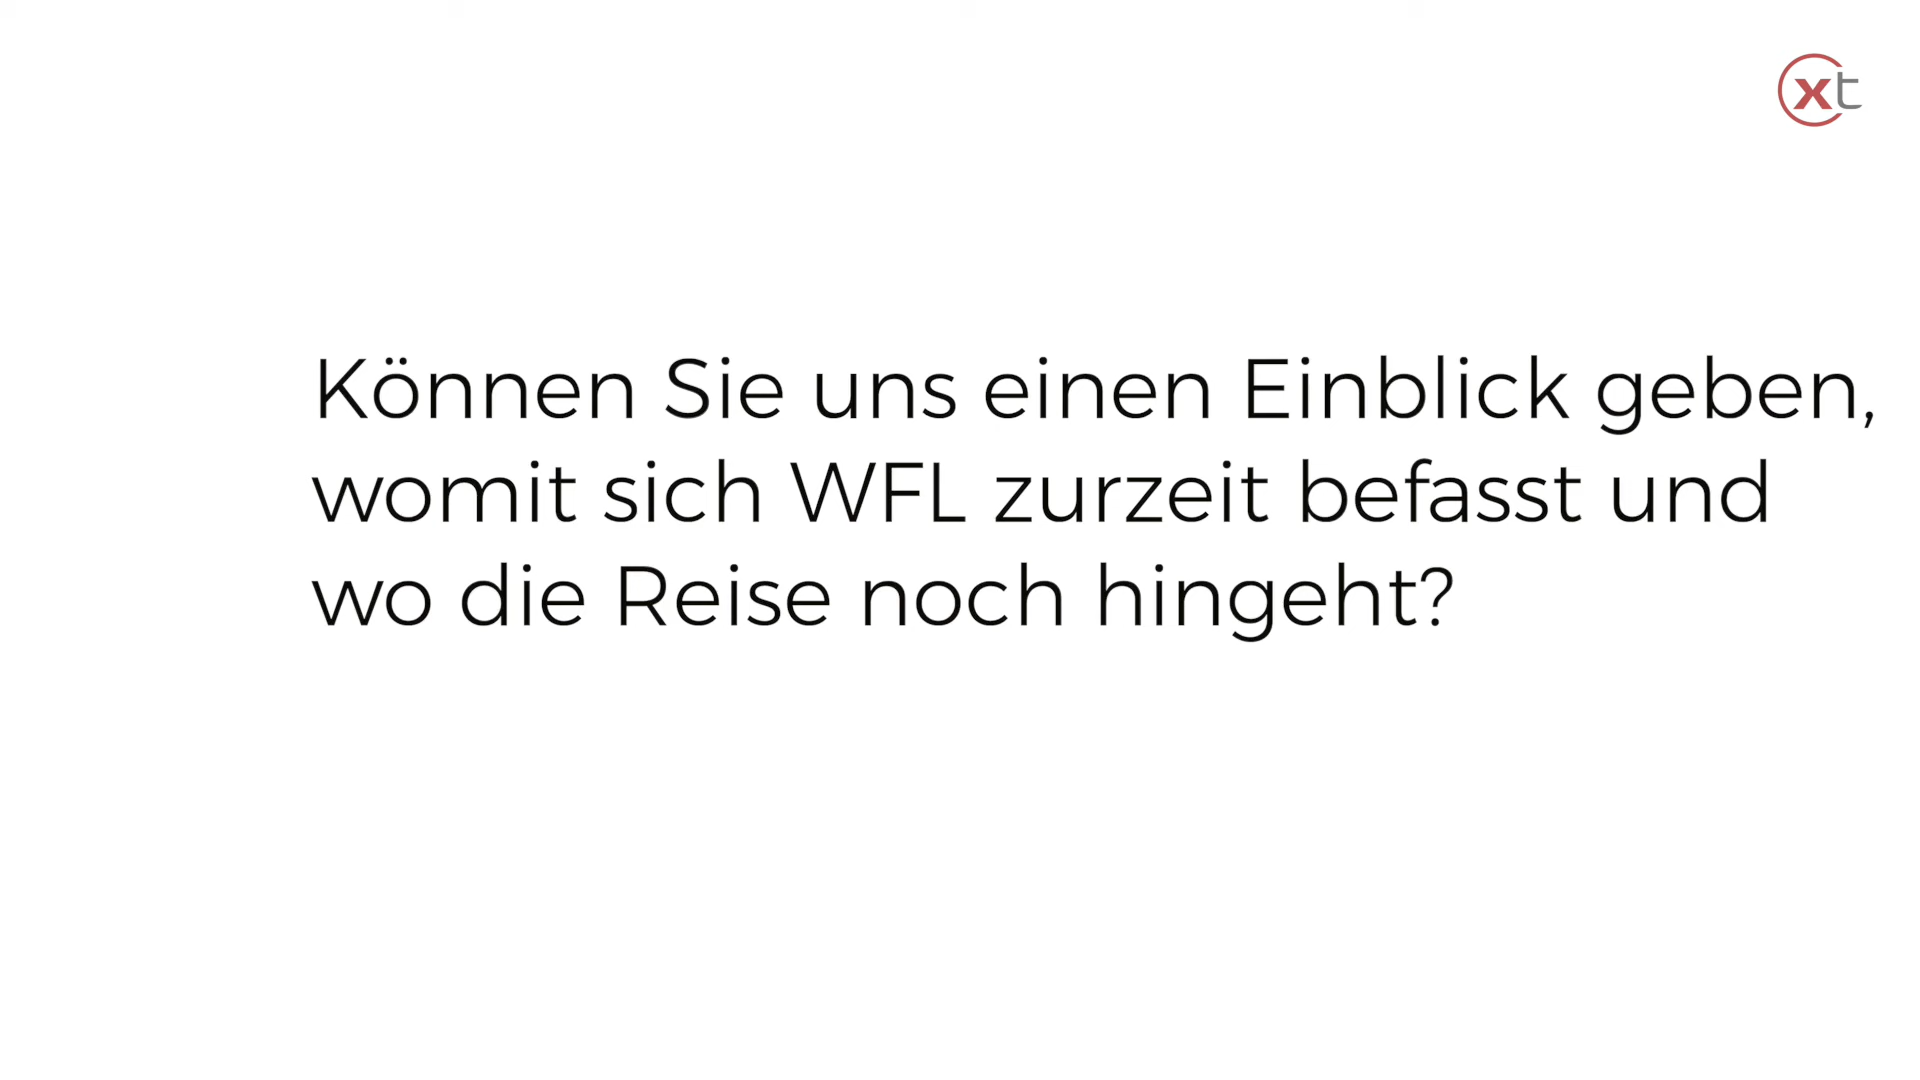 xt
Können Sie uns einen Einblick geben,
womit sich WFL zurzeit befasst und
wo die Reise noch hingeht?